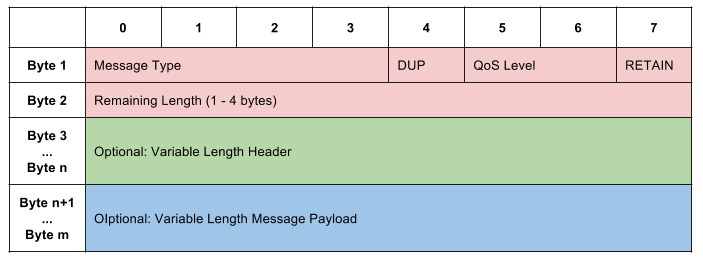 0 1 2 3 4 5 6 7
Byte 1 Message Type DUP QoS Level RETAIN
Byte 2 Remaining Length (1 - 4 bytes)
Byte 3
...
Byte n
Optional: Variable Length Header
Byte n+1
...
Byte m
OIptional: Variable Length Message Payload